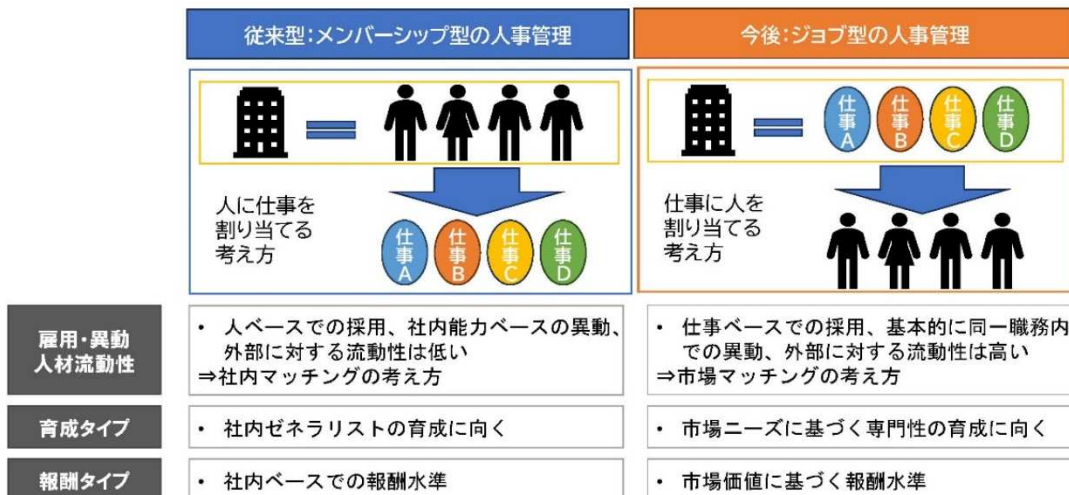 従来型:メンバーシップ型の人事管理
今後:ジョブ型の人事管理
人に仕事を
割り当てる
考え方
仕事A
仕事B
仕事C
仕事D
仕事A
仕事B
仕事C
仕事D
仕事に人を
割り当てる
考え方
雇用・異動
人材流動性
・ 人ベースでの採用、社内能力ベースの異動、
外部に対する流動性は低い
⇒社内マッチングの考え方
・ 仕事ベースでの採用、基本的に同一職務内
での異動、外部に対する流動性は高い
⇒市場マッチングの考え方
育成タイプ
・ 社内ゼネラリストの育成に向く
・ 市場ニーズに基づく専門性の育成に向く
報酬タイプ
・ 社内ベースでの報酬水準
・ 市場価値に基づく報酬水準